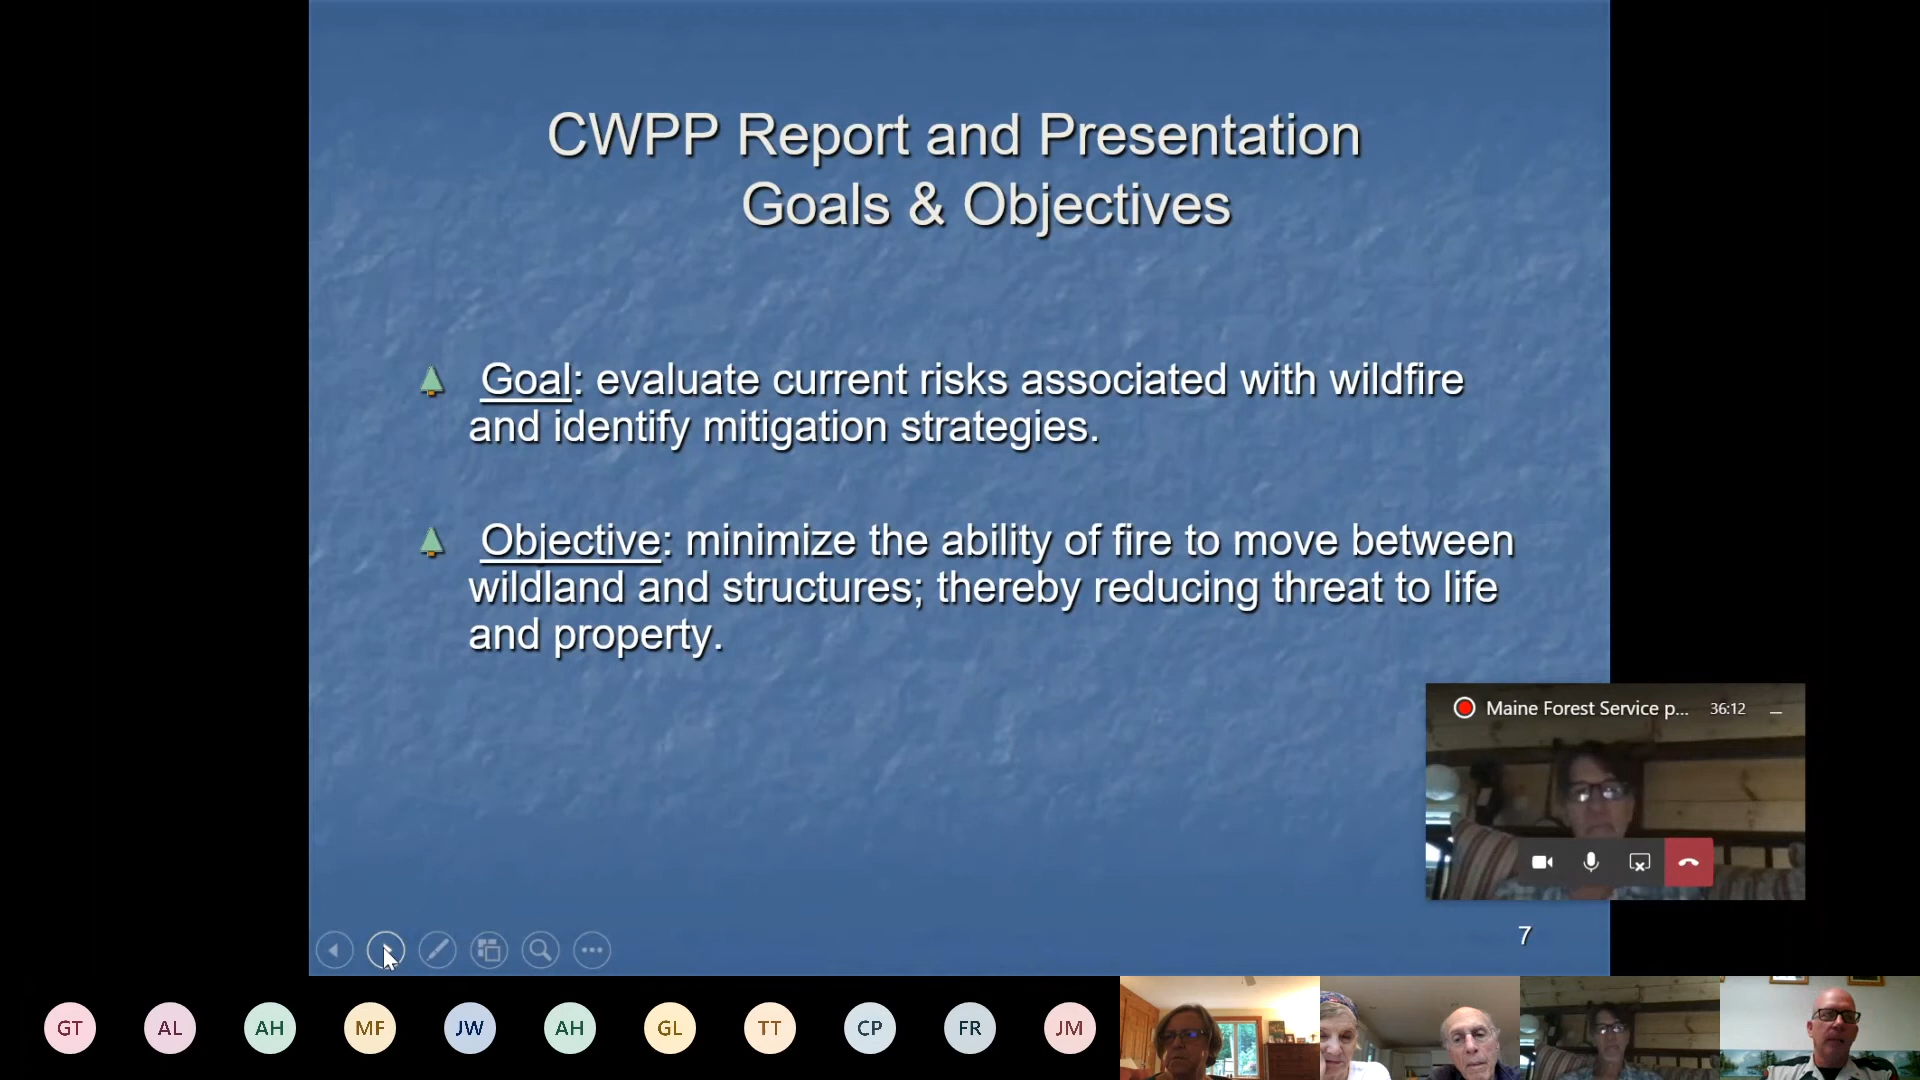 CWPP Report and Presentation
Goals & Objectives
Goal: evaluate current risks associated with wildfire
and identify mitigation strategies.
Objective: minimize the ability of fire to move between
wildland and structures; thereby reducing threat to life
and property.
Maine Forest Service p... 36:12
7
GT AL AH MF JW AH GL TT CP FR JM